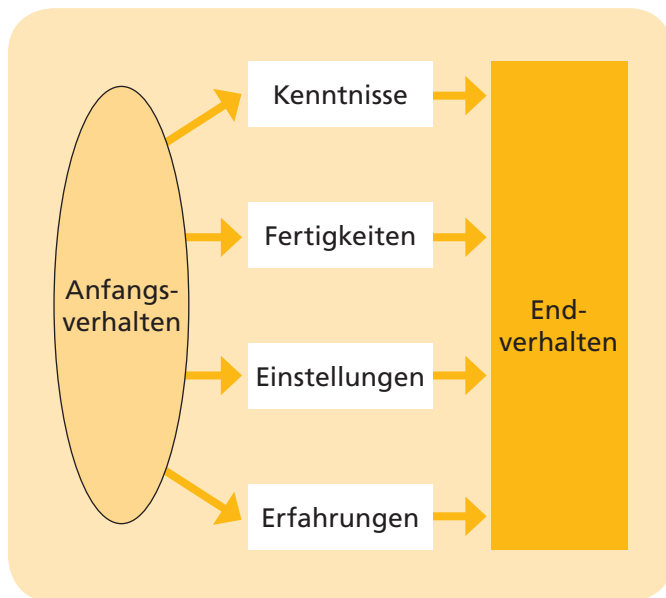 Kenntnisse
Fertigkeiten
Anfangs-
verhalten
End-
verhalten
Einstellungen
Erfahrungen